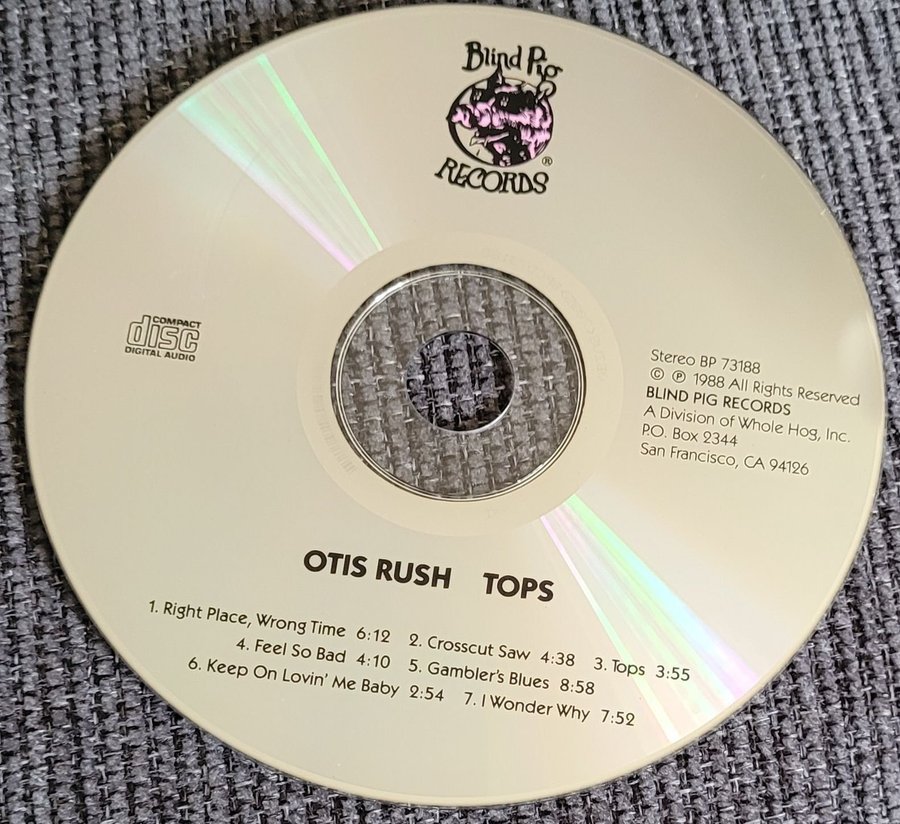 Blind Pig
RECORDS
®
COMPACT
disc
DIGITAL AUDIO
Stereo BP 73188
© ℗ 1988 All Rights Reserved
BLIND PIG RECORDS
A Division of Whole Hog, Inc.
P.O. Box 2344
San Francisco, CA 94126
OTIS RUSH TOPS
1. Right Place, Wrong Time 6:12 2. Crosscut Saw 4:38 3. Tops 3:55
4. Feel So Bad 4:10 5. Gambler's Blues 8:58
6. Keep On Lovin' Me Baby 2:54 7. I Wonder Why 7:52